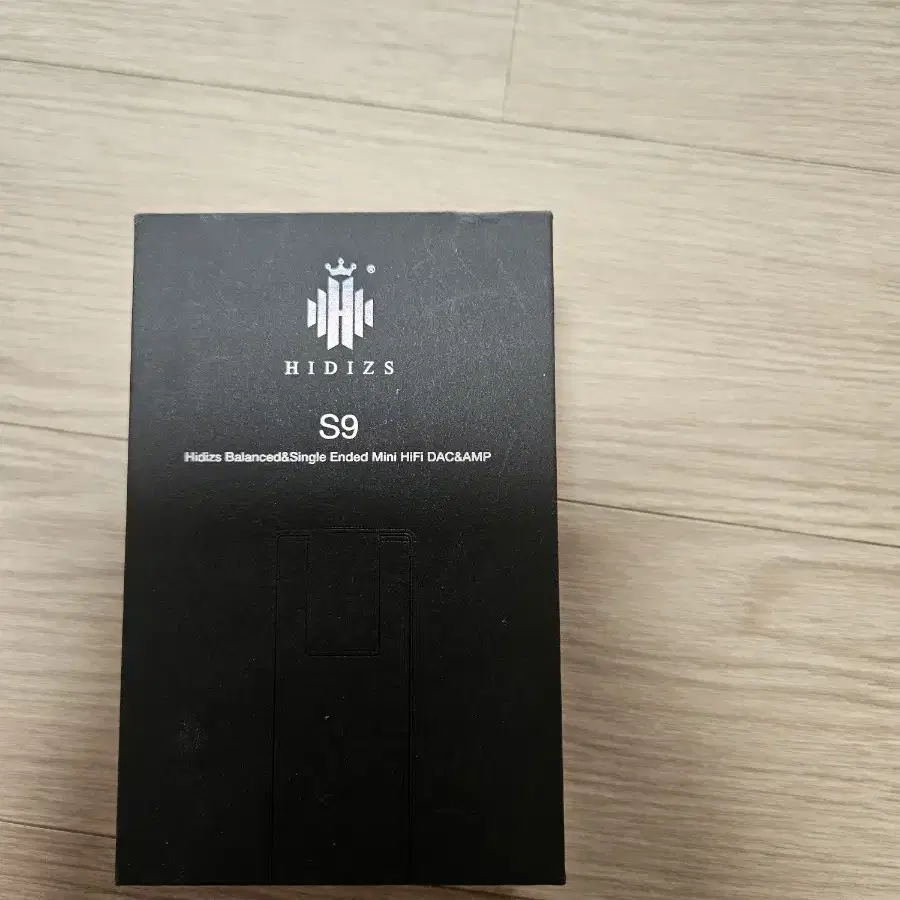 ®
HIDIZS
S9
Hidizs Balanced&Single Ended Mini HiFi DAC&AMP